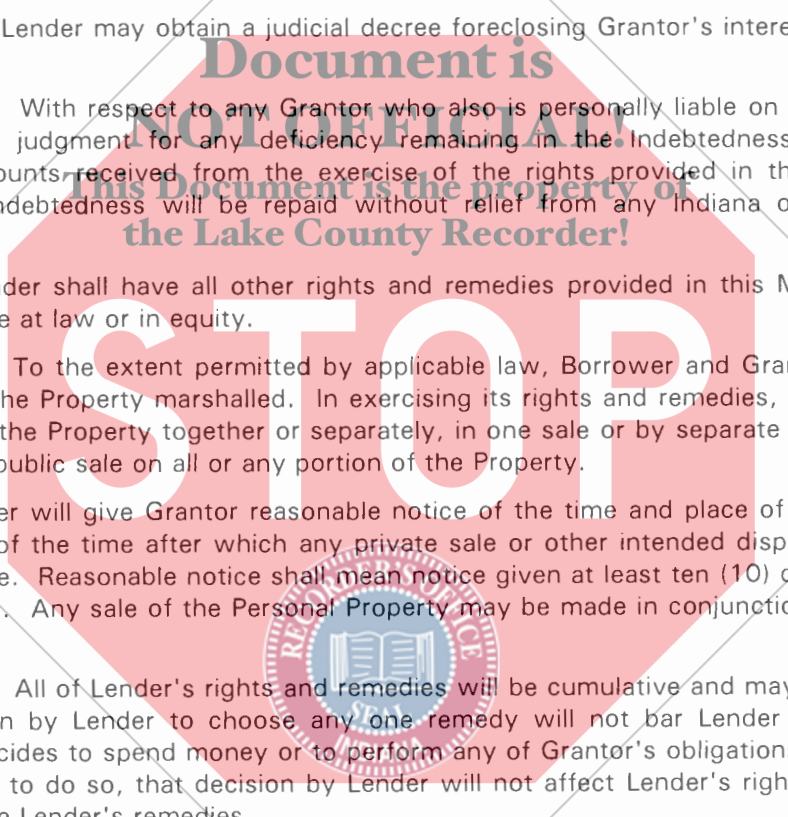 Lender may obtain a judicial decree foreclosing Grantor's intere
Document is
With respect to any Grantor who also is personally liable on
NOT OFFICIAL!
judgment for any deficiency remaining in the Indebtedness
ounts received from the exercise of the rights provided in th
This Document is the property of
ndebtedness will be repaid without relief from any Indiana o
the Lake County Recorder!
der shall have all other rights and remedies provided in this M
e at law or in equity.
STOP
To the extent permitted by applicable law, Borrower and Gra
he Property marshalled. In exercising its rights and remedies,
the Property together or separately, in one sale or by separate
public sale on all or any portion of the Property.
er will give Grantor reasonable notice of the time and place of
of the time after which any private sale or other intended disp
e. Reasonable notice shall mean notice given at least ten (10) d
. Any sale of the Personal Property may be made in conjunctio
RECORDER'S OFFICE
SEAL
INDIANA
All of Lender's rights and remedies will be cumulative and may
n by Lender to choose any one remedy will not bar Lender
cides to spend money or to perform any of Grantor's obligation
to do so, that decision by Lender will not affect Lender's righ
e Lender's remedies